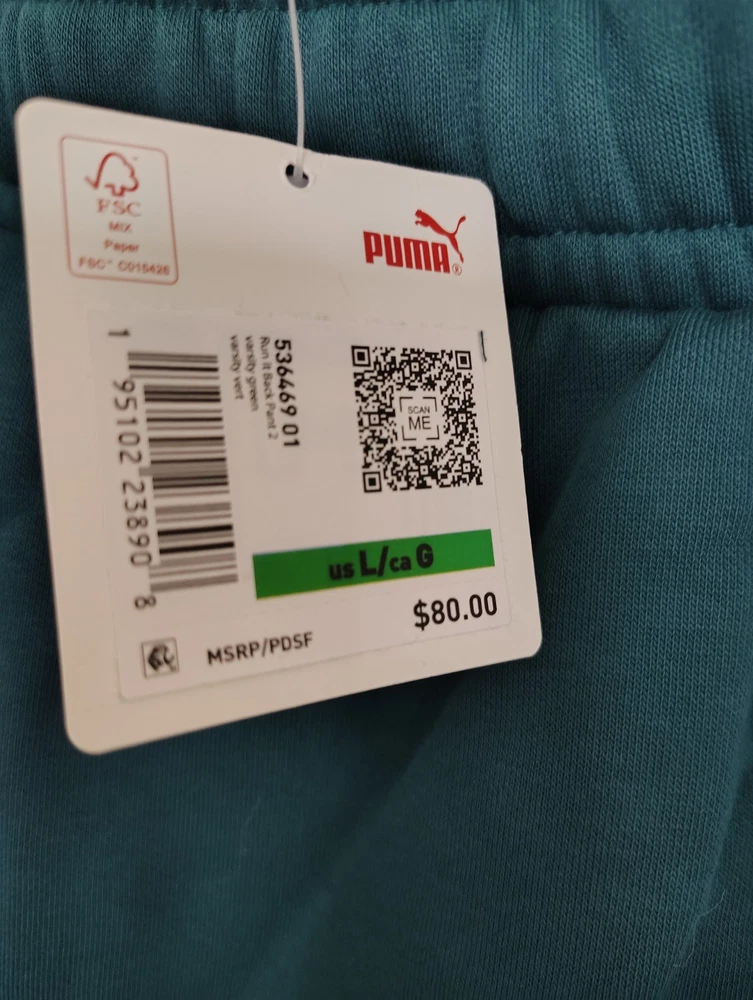 FSC
MIX
Paper
FSC™ C015426
PUMA®
536469 01
Run It Back Pant 2
varsity green
varsity vert
SCAN
ME
1 95102 23890 8
us L/ca G
$80.00
MSRP/PDSF